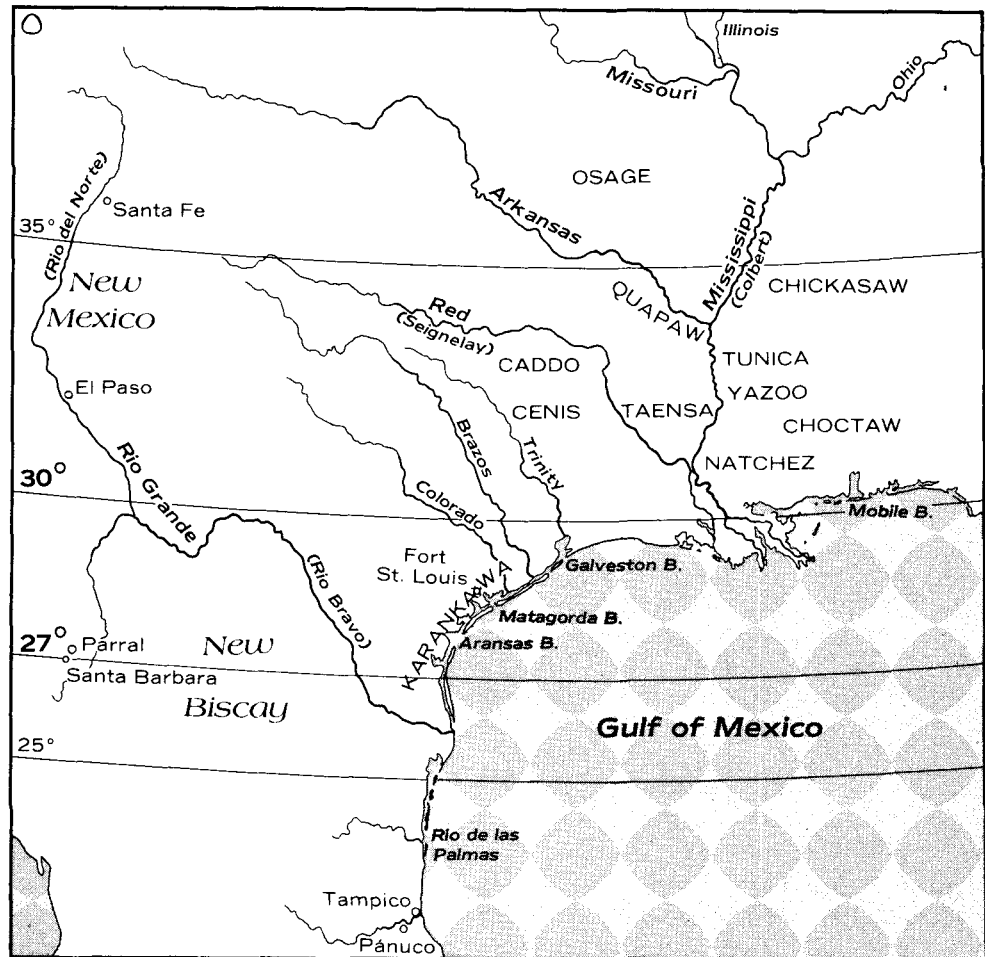 Illinois
Missouri
Ohio
OSAGE
(Rio del Norte)
Santa Fe
Arkansas
Mississippi
(Colbert)
35°
New
Mexico
CHICKASAW
QUAPAW
Red
(Seignelay)
CADDO
TUNICA
El Paso
YAZOO
CENIS
TAENSA
CHOCTAW
Brazos
Trinity
NATCHEZ
Rio Grande
30°
Colorado
Mobile B.
Fort
St. Louis
Galveston B.
KARANKAWA
(Rio Bravo)
Matagorda B.
27°
Parral
New
Aransas B.
Santa Barbara
Biscay
Gulf of Mexico
25°
Rio de las
Palmas
Tampico
Pánuco